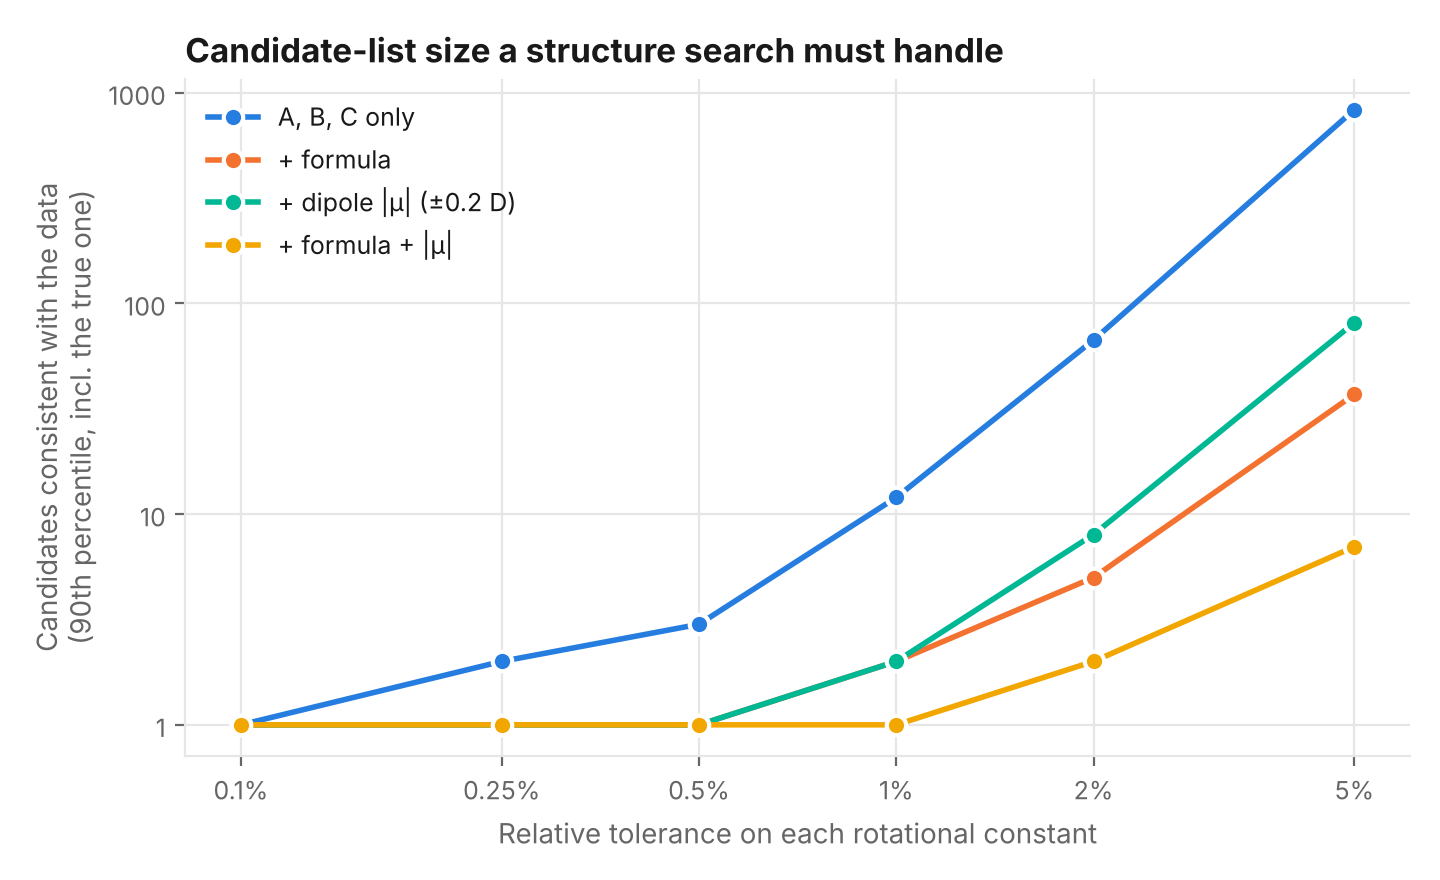 Candidate-list size a structure search must handle
Candidates consistent with the data
(90th percentile, incl. the true one)
1000
100
10
1
A, B, C only
+ formula
+ dipole |μ| (±0.2 D)
+ formula + |μ|
0.1%
0.25%
0.5%
1%
2%
5%
Relative tolerance on each rotational constant